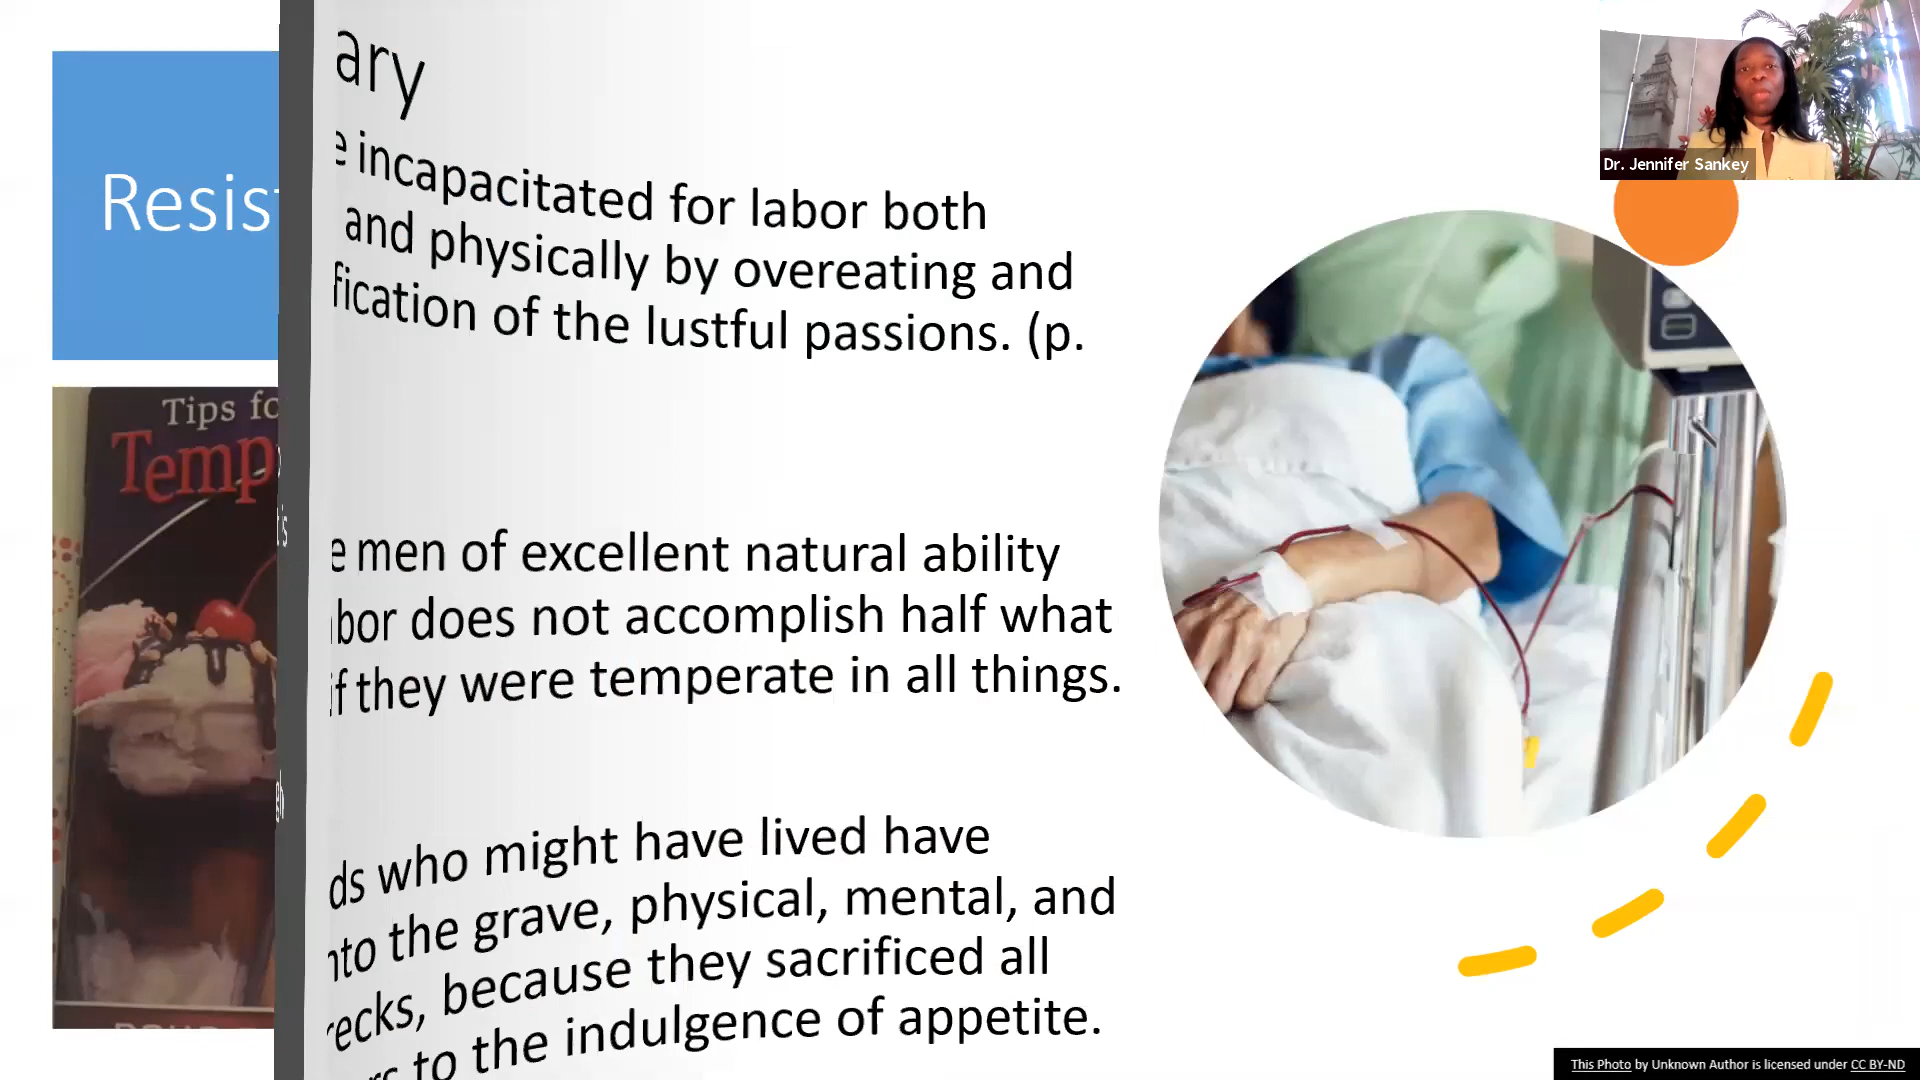 Resis
Tips fo
Temp
ary
e incapacitated for labor both
and physically by overeating and
fication of the lustful passions. (p.
e men of excellent natural ability
bor does not accomplish half what
if they were temperate in all things.
ds who might have lived have
nto the grave, physical, mental, and
recks, because they sacrificed all
rs to the indulgence of appetite.
Dr. Jennifer Sankey
This Photo by Unknown Author is licensed under CC BY-ND